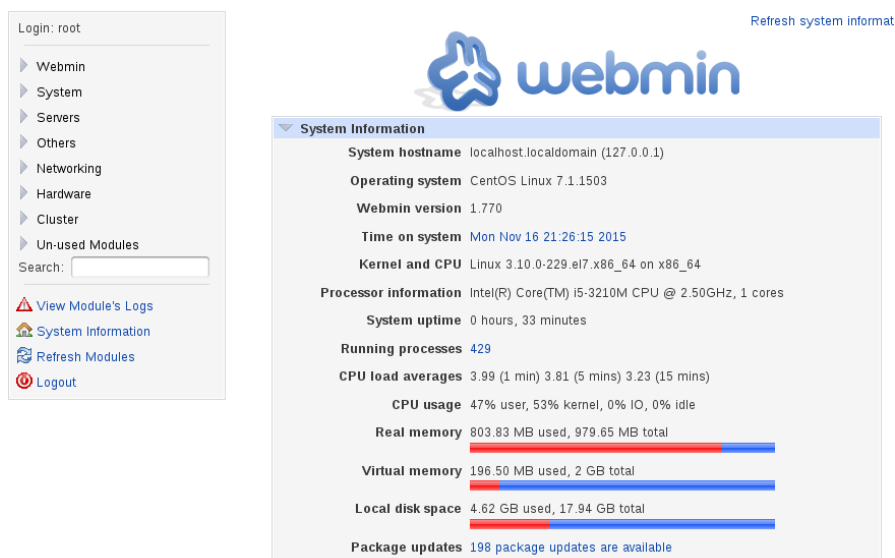 Login: root
Webmin
System
Servers
Others
Networking
Hardware
Cluster
Un-used Modules
Search:
View Module's Logs
System Information
Refresh Modules
Logout
Refresh system informat
webmin
System Information
System hostname localhost.localdomain (127.0.0.1)
Operating system CentOS Linux 7.1.1503
Webmin version 1.770
Time on system Mon Nov 16 21:26:15 2015
Kernel and CPU Linux 3.10.0-229.el7.x86_64 on x86_64
Processor information Intel(R) Core(TM) i5-3210M CPU @ 2.50GHz, 1 cores
System uptime 0 hours, 33 minutes
Running processes 429
CPU load averages 3.99 (1 min) 3.81 (5 mins) 3.23 (15 mins)
CPU usage 47% user, 53% kernel, 0% IO, 0% idle
Real memory 803.83 MB used, 979.65 MB total
Virtual memory 196.50 MB used, 2 GB total
Local disk space 4.62 GB used, 17.94 GB total
Package updates 198 package updates are available